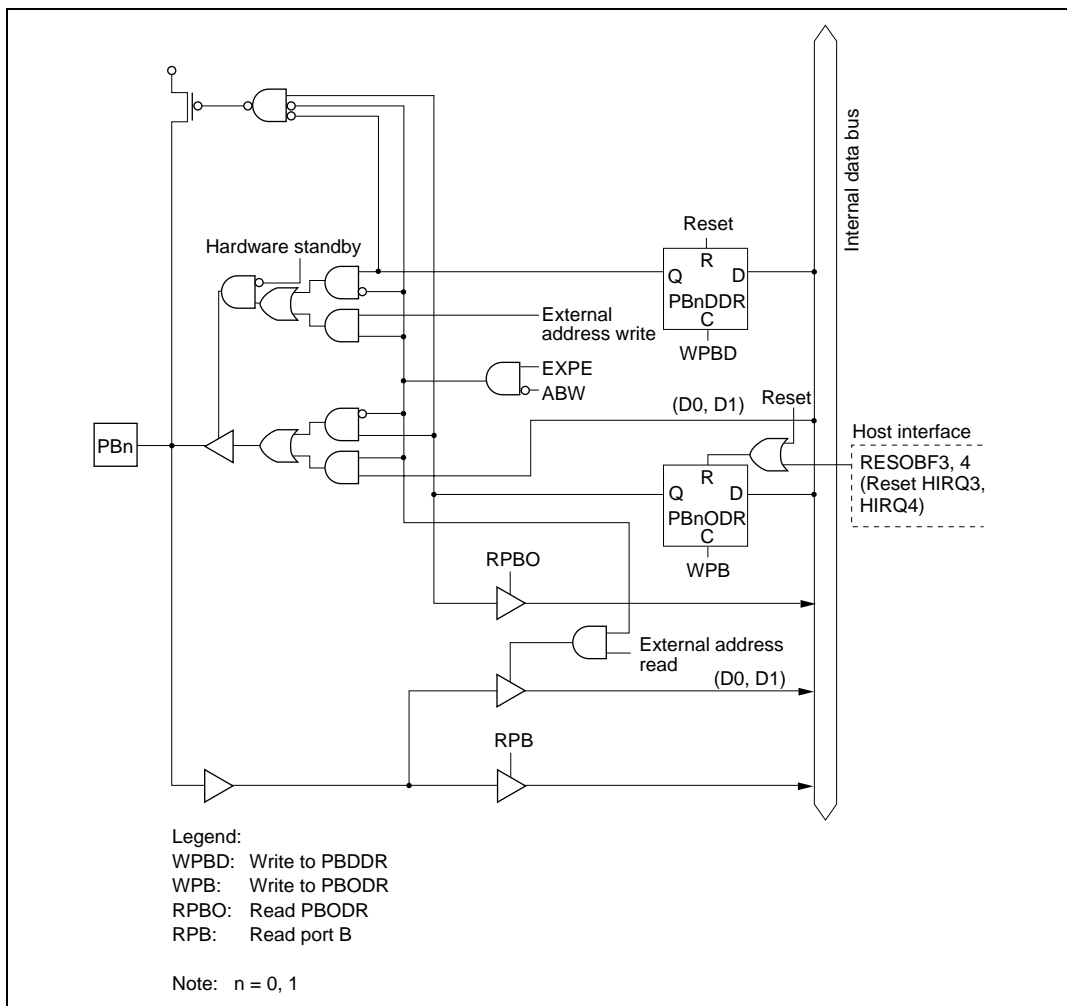 Internal data bus
Reset
Hardware standby
R
Q
D
PBnDDR
C
External
address write
WPBD
EXPE
ABW
Reset
(D0, D1)
Host interface
PBn
RESOBF3, 4
(Reset HIRQ3,
HIRQ4)
R
Q
D
PBnODR
C
RPBO
WPB
External address
read
(D0, D1)
RPB
Legend:
WPBD: Write to PBDDR
WPB: Write to PBODR
RPBO: Read PBODR
RPB: Read port B
Note: n = 0, 1